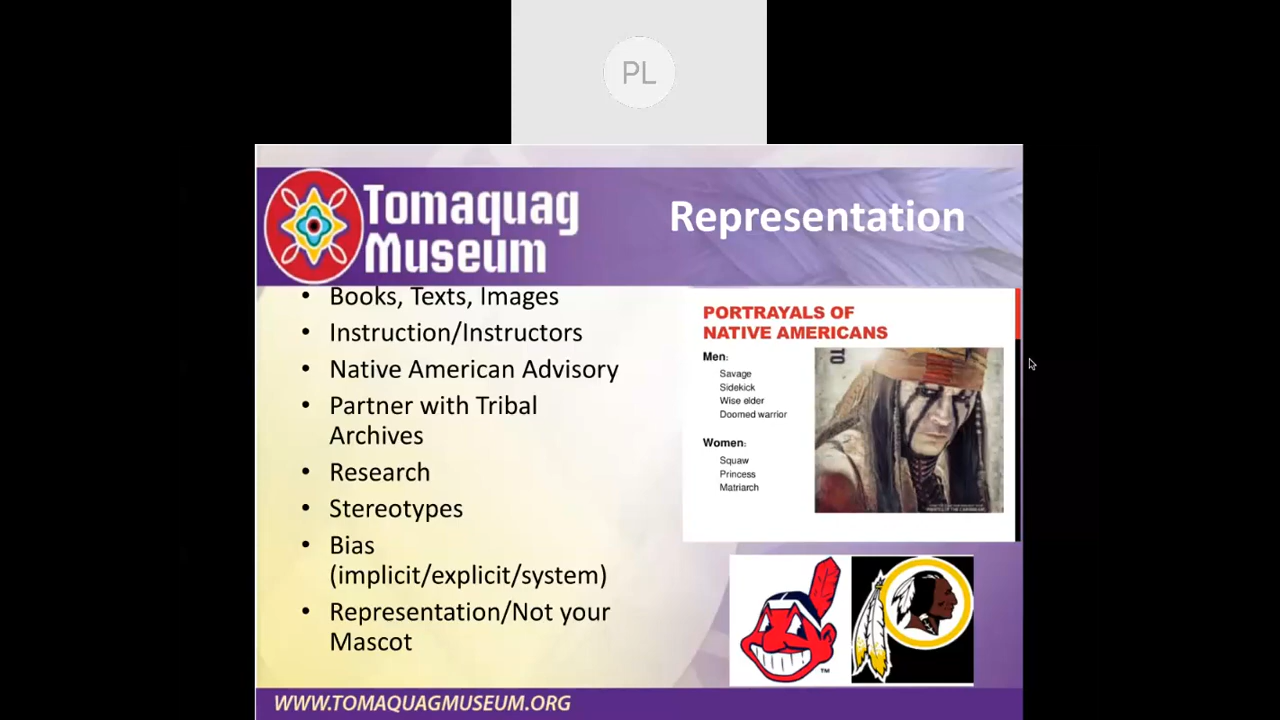 PL
Tomaquag
Museum
Representation
• Books, Texts, Images
• Instruction/Instructors
• Native American Advisory
• Partner with Tribal
Archives
• Research
• Stereotypes
• Bias
(implicit/explicit/system)
• Representation/Not your
Mascot
PORTRAYALS OF
NATIVE AMERICANS
Men:
Savage
Sidekick
Wise elder
Doomed warrior
Women:
Squaw
Princess
Matriarch
TO
TM
WWW.TOMAQUAGMUSEUM.ORG